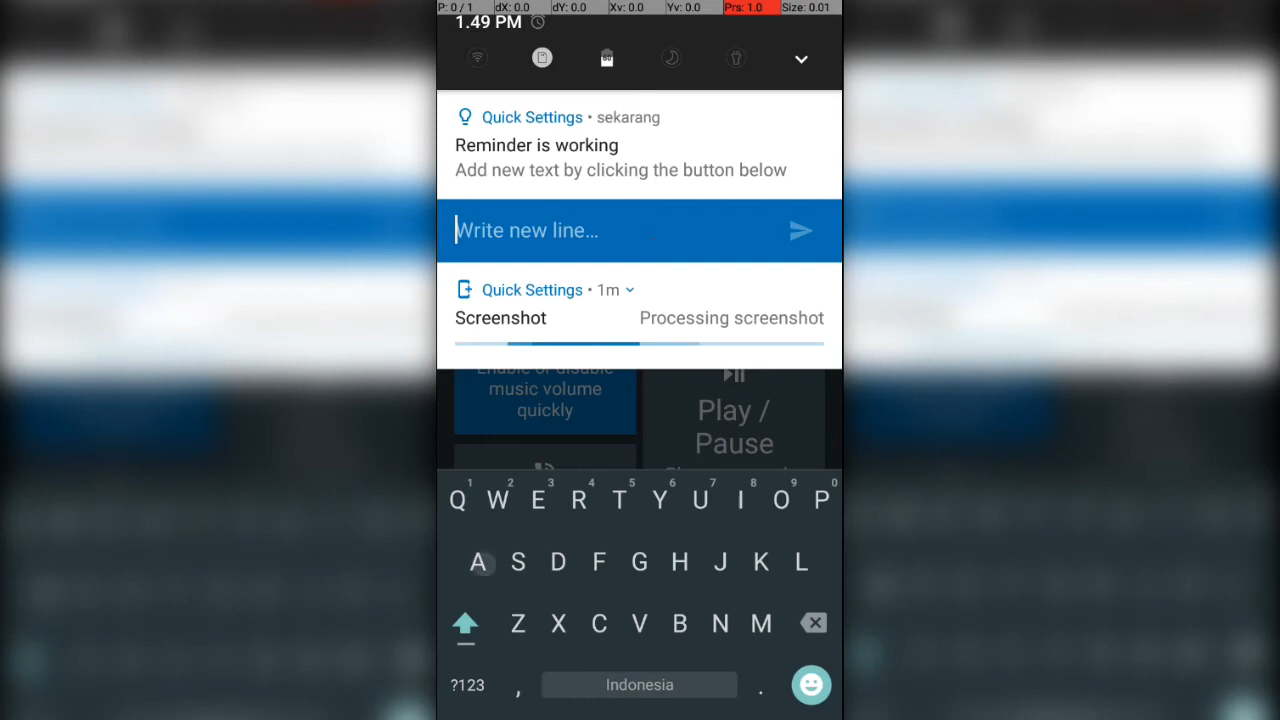 P: 0 / 1 dX: 0.0 dY: 0.0 Xv: 0.0 Yv: 0.0 Prs: 1.0 Size: 0.01
1.49 PM
60
Quick Settings • sekarang
Reminder is working
Add new text by clicking the button below
Write new line...
Quick Settings • 1m
Screenshot Processing screenshot
Enable or disable
music volume
quickly
Play /
Pause
1 2 3 4 5 6 7 8 9 0
Q W E R T Y U I O P
A S D F G H J K L
Z X C V B N M
?123 , Indonesia .